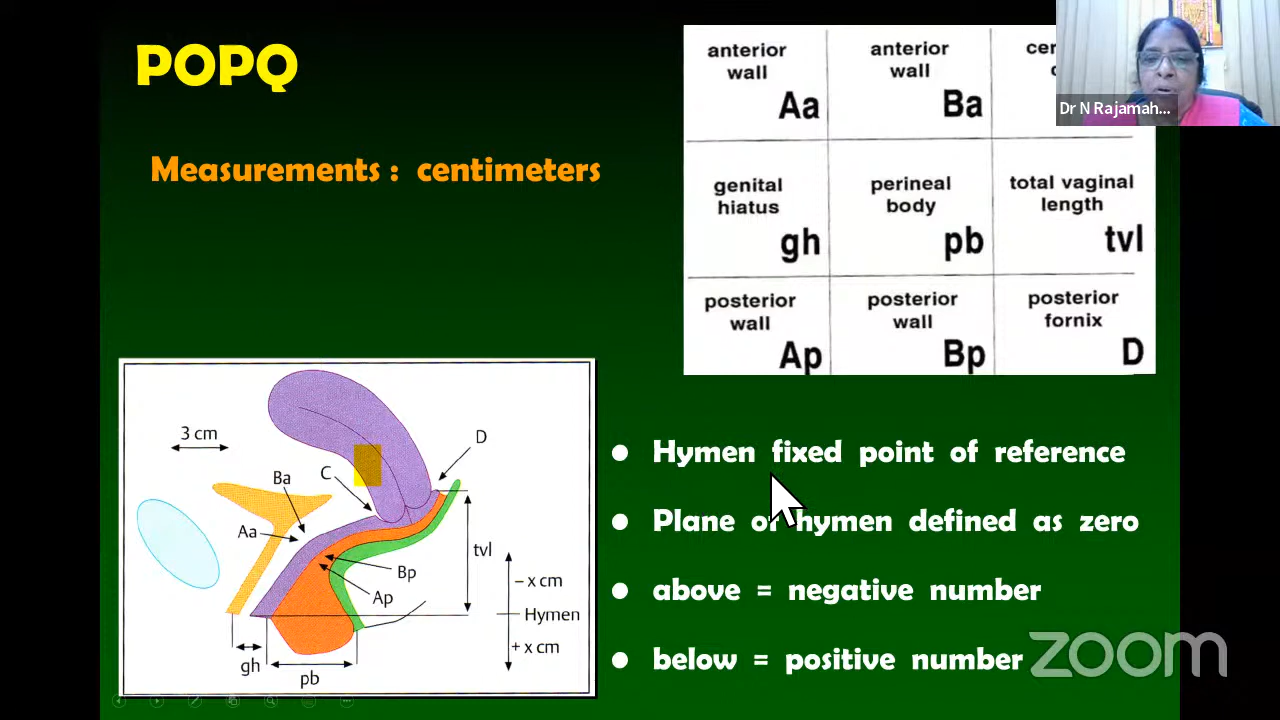 POPQ
Measurements : centimeters
anterior wall
Aa
anterior wall
Ba
Dr N Rajamah...
genital hiatus
gh
perineal body
pb
total vaginal length
tvl
posterior wall
Ap
posterior wall
Bp
posterior fornix
D
3 cm
D
C
Ba
Aa
tvl
Bp
Ap
– x cm
Hymen
+ x cm
gh
pb
Hymen fixed point of reference
Plane of hymen defined as zero
above = negative number
below = positive number
zoom